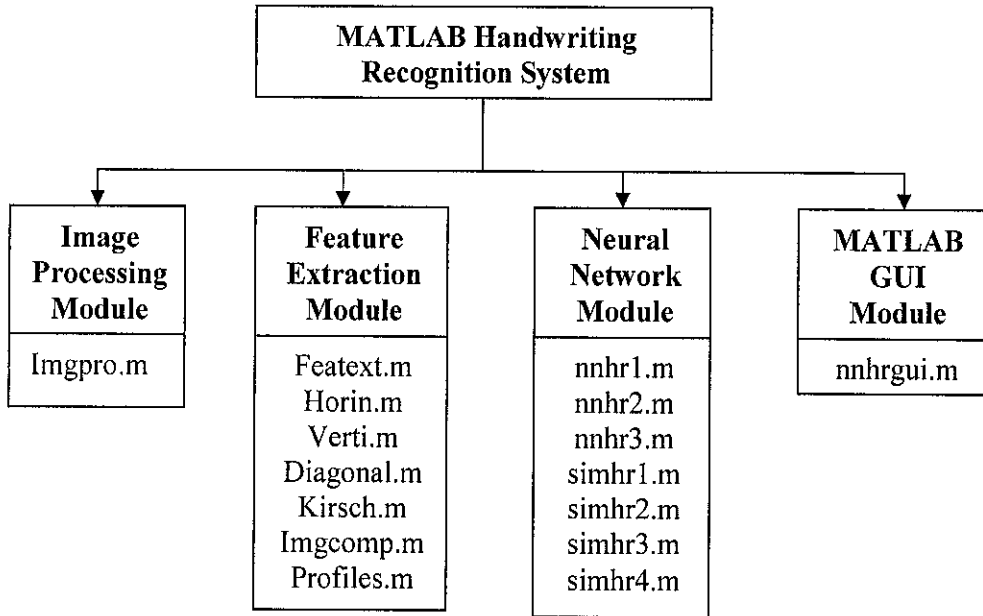 MATLAB Handwriting
Recognition System
Image
Processing
Module
Imgpro.m
Feature
Extraction
Module
Featext.m
Horin.m
Verti.m
Diagonal.m
Kirsch.m
Imgcomp.m
Profiles.m
Neural
Network
Module
nnhr1.m
nnhr2.m
nnhr3.m
simhr1.m
simhr2.m
simhr3.m
simhr4.m
MATLAB
GUI
Module
nnhrgui.m